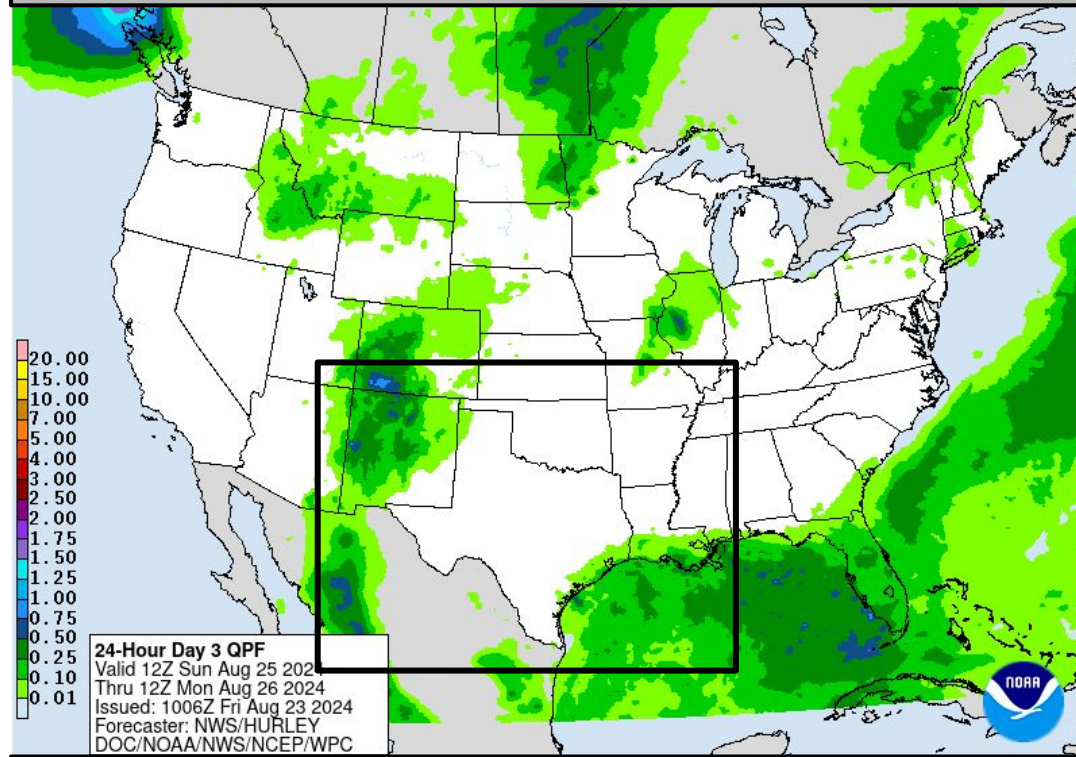 20.00
15.00
10.00
7.00
5.00
4.00
3.00
2.50
2.00
1.75
1.50
1.25
1.00
0.75
0.50
0.25
0.10
0.01
24-Hour Day 3 QPF
Valid 12Z Sun Aug 25 2024
Thru 12Z Mon Aug 26 2024
Issued: 1006Z Fri Aug 23 2024
Forecaster: NWS/HURLEY
DOC/NOAA/NWS/NCEP/WPC
NOAA